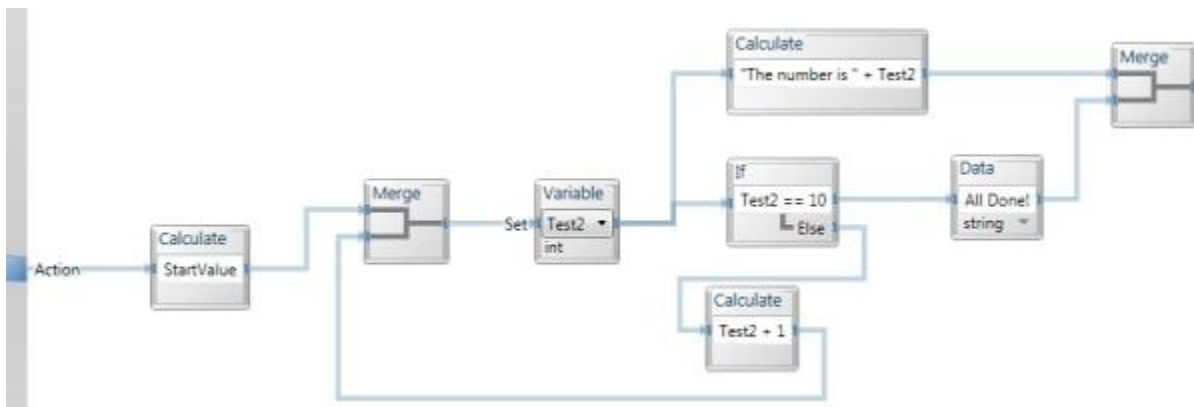 Action
Calculate
StartValue
Merge
Set
Variable
Test2
int
Calculate
"The number is " + Test2
If
Test2 == 10
Else
Calculate
Test2 + 1
Data
All Done!
string
Merge